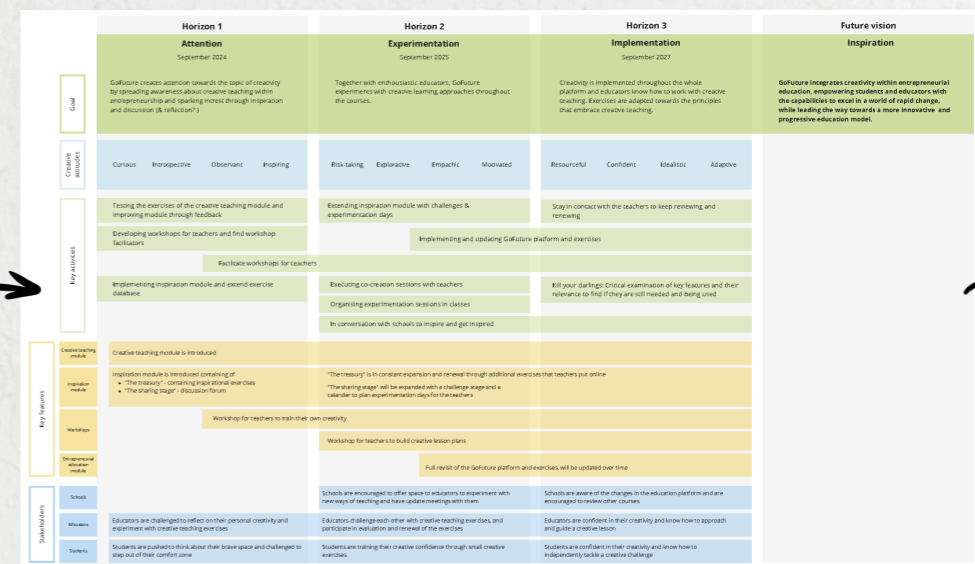 Horizon 1
Horizon 2
Horizon 3
Future vision
Attention
Experimentation
Implementation
Inspiration
September 2024
September 2025
September 2027
Goal
GoFuture creates attention towards the topic of creativity
by spreading awareness about creative teaching within
entrepreneurship and sparking intrest through inspiration
and discussion (& reflection? )
Together with enthoustastic educators, GoFuture
experiments with creative learning approaches throughout
the courses.
Creativity is implemented throughout the whole
platform and educators know how to work with creative
teaching. Exercises are adapted towards the principles
that embrace creative teaching.
GoFuture integrates creativity within entrepreneurial
education, empowering students and educators with
the capabilities to excel in a world of rapid change,
while leading the way towards a more innovative and
progressive education model.
Creative
attitudes
Curious
Introspective
Observant
Inspiring
Risk-taking
Explorative
Empathic
Motivated
Resourceful
Confident
Idealistic
Adaptive
Key activities
Testing the exercises of the creative teaching module and
improving module through feedback
Extending inspiration module with challenges &
experimentation days
Stay in contact with the teachers to keep reviewing and
renewing
Developing workshops for teachers and find workshop
facilitators
Implementing and updating GoFuture platform and exercises
Facilitate workshops for teachers
Implementing inspiration module and extend exercise
database
Executing co-creation sessions with teachers
Kill your darlings: Critical examination of key features and their
relevance to find if they are still needed and being used
Organising experimentation sessions in classes
In conversation with schools to inspire and get inspired
Key features
Creative teaching
module
Creative teaching module is introduced
Inspiration
module
Inspiration module is introduced containing of
• "The treasury" - containing inspirational exercises
• "The sharing stage" - discussion forum
"The treasury" is in constant expansion and renewal through additional exercises that teachers put online
"The sharing stage" will be expanded with a challenge stage and a
calander to plan experimentation days for the teachers
Workshops
Workshop for teachers to train their own creativity
Workshop for teachers to build creative lesson plans
Entrepreneurial
education
module
Full revisit of the GoFuture platform and exercises, will be updated over time
Stakeholders
Schools
Schools are encouraged to offer space to educators to experiment with
new ways of teaching and have update meetings with them
Schools are aware of the changes in the education platform and are
encouraged to review other courses
Educators
Educators are challenged to reflect on their personal creativity and
experiment with creative teaching exercises
Educators challenge each other with creative teaching exercises, and
participate in evaluation and renewal of the exercises
Educators are confident in their creativity and know how to approach
and guide a creative lesson
Students
Students are pushed to think about their brave space and challenged to
step out of their comfort zone
Students are training their creative confidence through small creative
exercises
Students are confident in their creativity and know how to
independently tackle a creative challenge